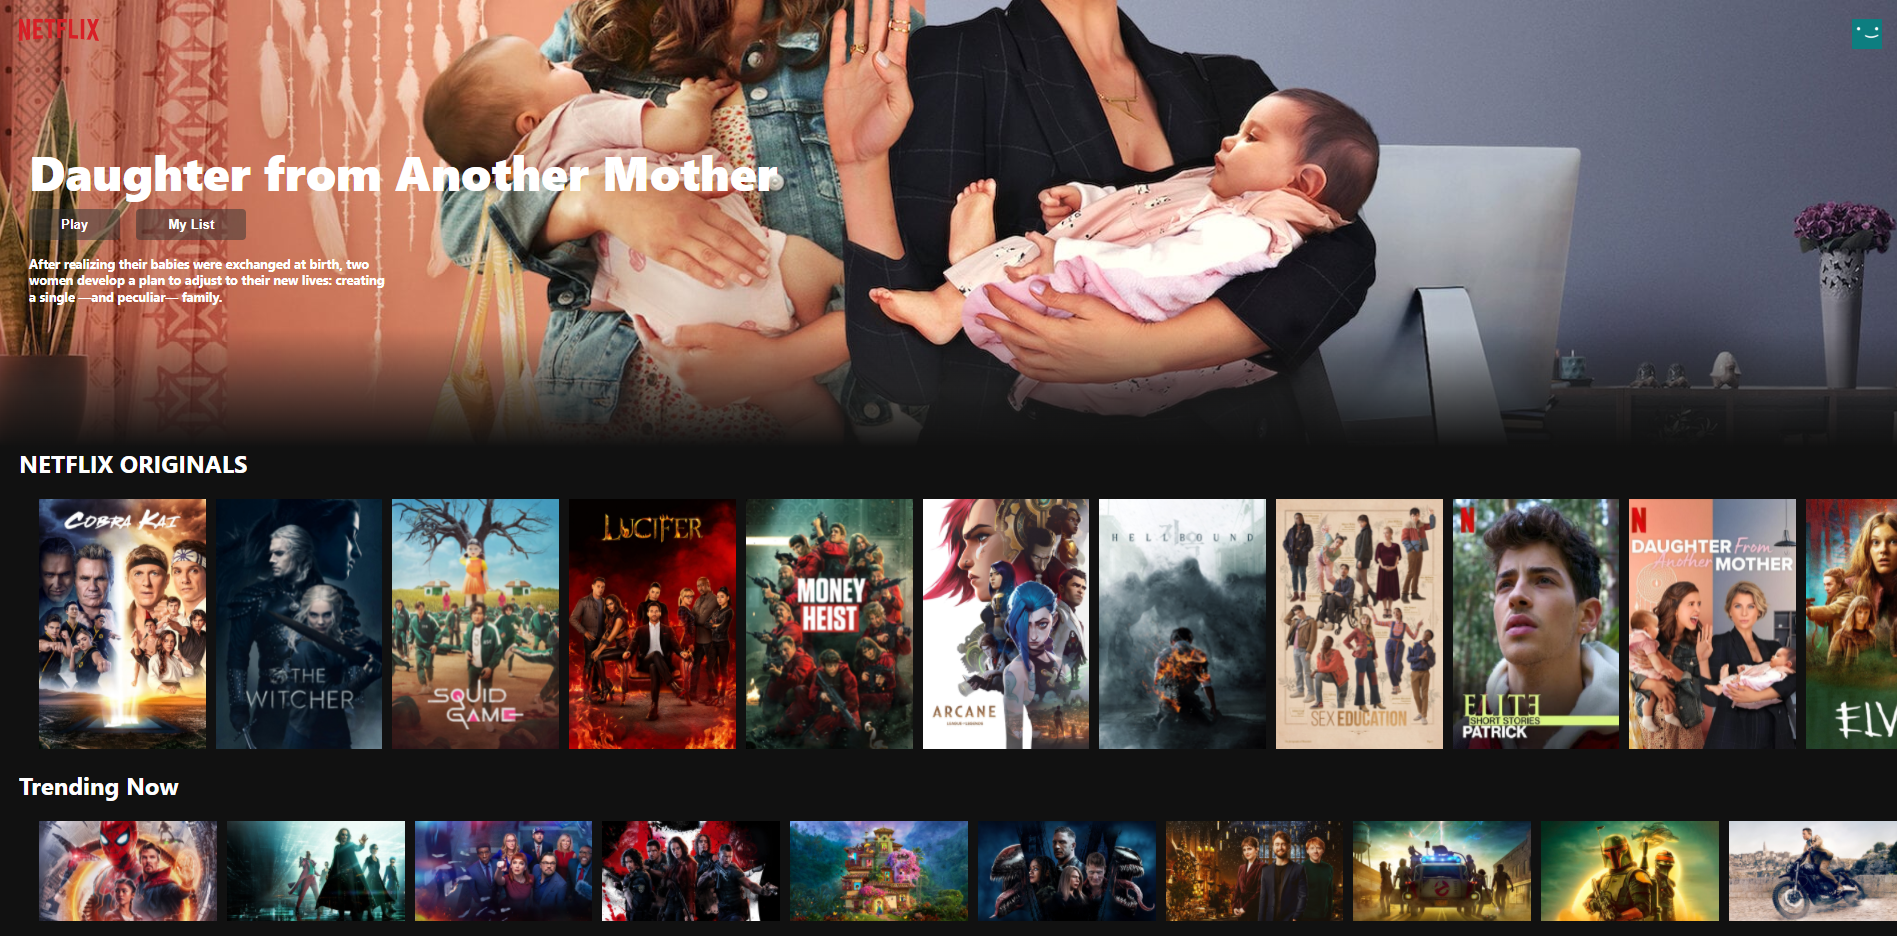 NETFLIX
Daughter from Another Mother
Play
My List
After realizing their babies were exchanged at birth, two
women develop a plan to adjust to their new lives: creating
a single —and peculiar— family.
NETFLIX ORIGINALS
COBRA KAI
THE
WITCHER
SQUID
GAME
LUCIFER
MONEY
HEIST
ARCANE
HELLBOUND
SEX EDUCATION
N
ELITE
SHORT STORIES
PATRICK
N
DAUGHTER From
Another MOTHER
ELV
Trending Now